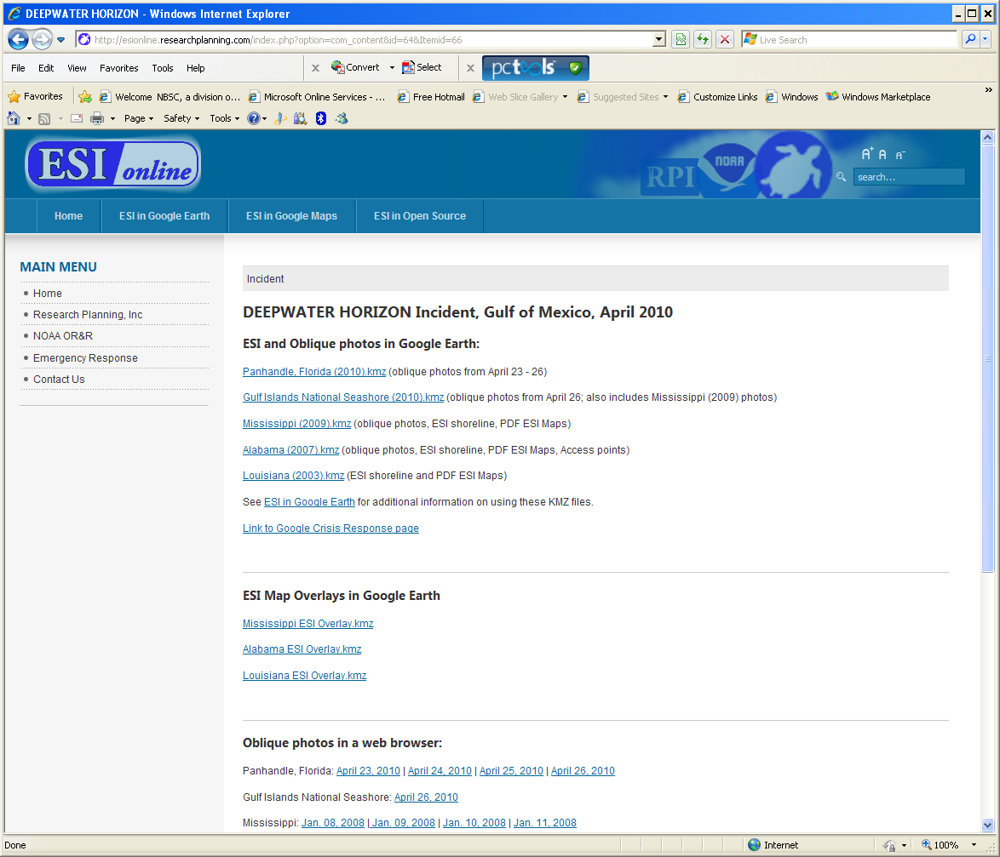 DEEPWATER HORIZON - Windows Internet Explorer
http://esionline.researchplanning.com/index.php?option=com_content&id=64&Itemid=66
Live Search
File Edit View Favorites Tools Help
Convert Select
pctools
Favorites
Welcome NBSC, a division o...
Microsoft Online Services - ...
Free Hotmail
Web Slice Gallery
Suggested Sites
Customize Links
Windows
Windows Marketplace
Page Safety Tools
ESI online
RPI
NOAA
A+ A A-
search...
Home
ESI in Google Earth
ESI in Google Maps
ESI in Open Source
MAIN MENU
Home
Research Planning, Inc
NOAA OR&R
Emergency Response
Contact Us
Incident
DEEPWATER HORIZON Incident, Gulf of Mexico, April 2010
ESI and Oblique photos in Google Earth:
Panhandle, Florida (2010).kmz (oblique photos from April 23 - 26)
Gulf Islands National Seashore (2010).kmz (oblique photos from April 26; also includes Mississippi (2009) photos)
Mississippi (2009).kmz (oblique photos, ESI shoreline, PDF ESI Maps)
Alabama (2007).kmz (oblique photos, ESI shoreline, PDF ESI Maps, Access points)
Louisiana (2003).kmz (ESI shoreline and PDF ESI Maps)
See ESI in Google Earth for additional information on using these KMZ files.
Link to Google Crisis Response page
ESI Map Overlays in Google Earth
Mississippi ESI Overlay.kmz
Alabama ESI Overlay.kmz
Louisiana ESI Overlay.kmz
Oblique photos in a web browser:
Panhandle, Florida: April 23, 2010 | April 24, 2010 | April 25, 2010 | April 26, 2010
Gulf Islands National Seashore: April 26, 2010
Mississippi: Jan. 08, 2008 | Jan. 09, 2008 | Jan. 10, 2008 | Jan. 11, 2008
Done
Internet
100%